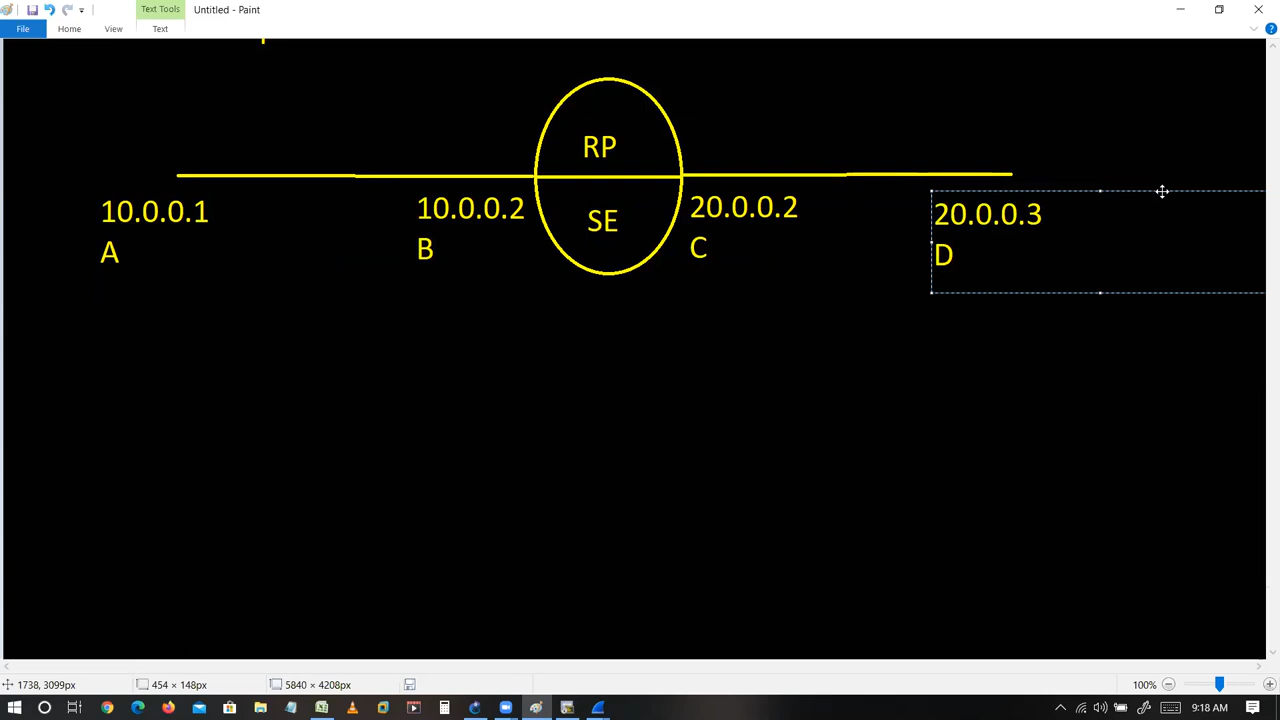 Text Tools
Untitled - Paint
File
Home
View
Text
RP
10.0.0.1
10.0.0.2
SE
20.0.0.2
20.0.0.3
A
B
C
D
1738, 3099px
454 × 148px
5840 × 4208px
100%
9:18 AM